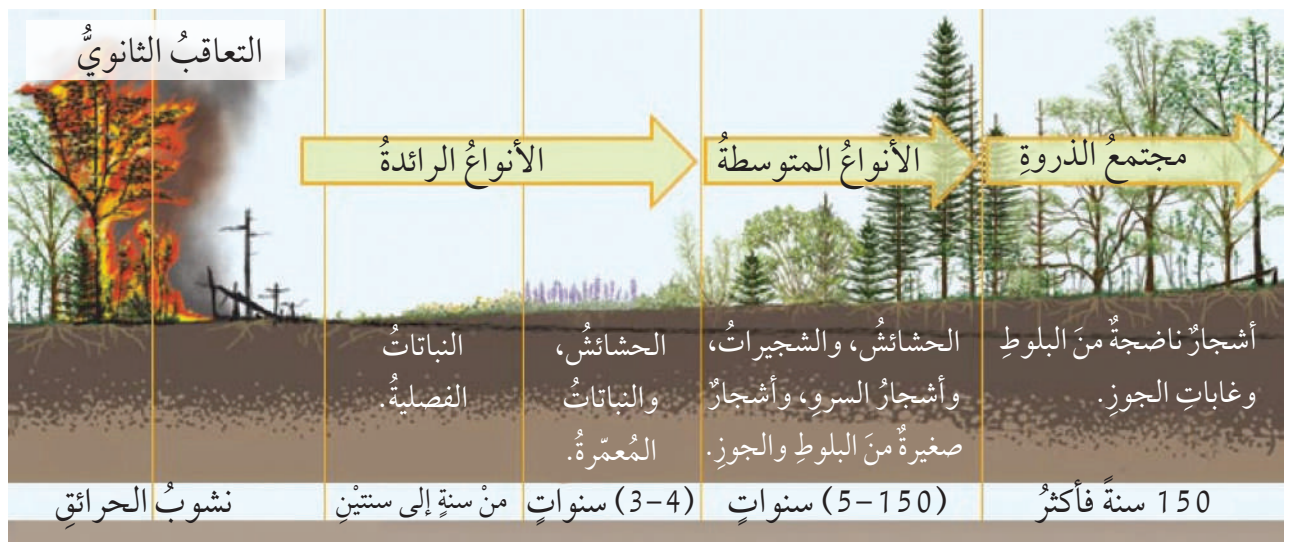 التعاقبُ الثانويُّ
الأنواعُ الرائدةُ
الأنواعُ المتوسطةُ
مجتمعُ الذروةِ
النباتاتُ
الفصليةُ.
الحشائشُ،
والنباتاتُ
المُعمّرةُ.
الحشائشُ، والشجيراتُ،
وأشجارُ السروِ، وأشجارٌ
صغيرةٌ منَ البلوطِ والجوزِ.
أشجارٌ ناضجةٌ منَ البلوطِ
وغاباتِ الجوزِ.
نشوبُ الحرائقِ
منْ سنةٍ إلى سنتيْنِ
(3-4) سنواتٍ
(5-150) سنواتٍ
150 سنةً فأكثرُ